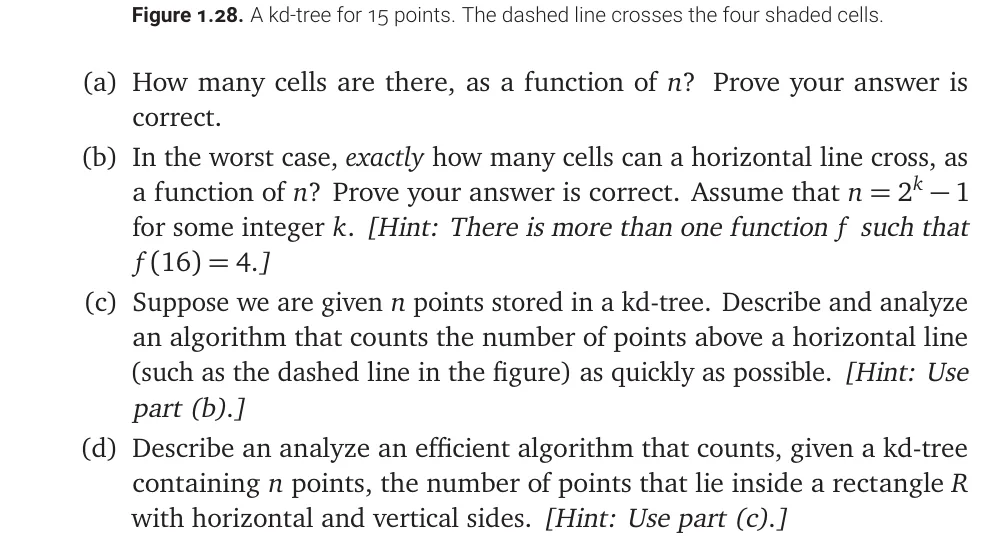 Figure 1.28. A kd-tree for 15 points. The dashed line crosses the four shaded cells.
(a) How many cells are there, as a function of n? Prove your answer is
correct.
(b) In the worst case, exactly how many cells can a horizontal line cross, as
a function of n? Prove your answer is correct. Assume that n = 2^k − 1
for some integer k. [Hint: There is more than one function f such that
f(16) = 4.]
(c) Suppose we are given n points stored in a kd-tree. Describe and analyze
an algorithm that counts the number of points above a horizontal line
(such as the dashed line in the figure) as quickly as possible. [Hint: Use
part (b).]
(d) Describe an analyze an efficient algorithm that counts, given a kd-tree
containing n points, the number of points that lie inside a rectangle R
with horizontal and vertical sides. [Hint: Use part (c).]